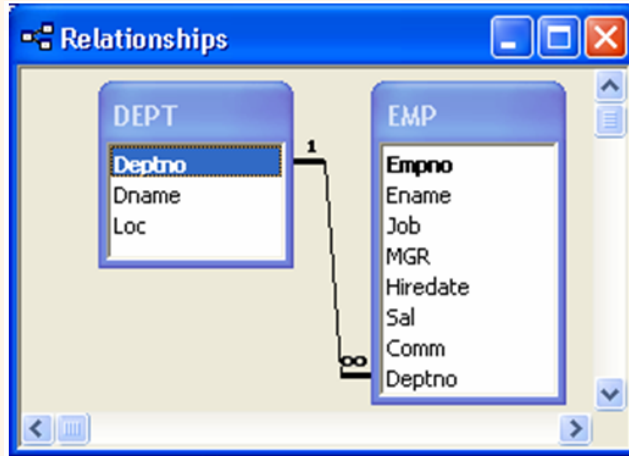 Relationships
DEPT
Deptno
Dname
Loc
1
∞
EMP
Empno
Ename
Job
MGR
Hiredate
Sal
Comm
Deptno